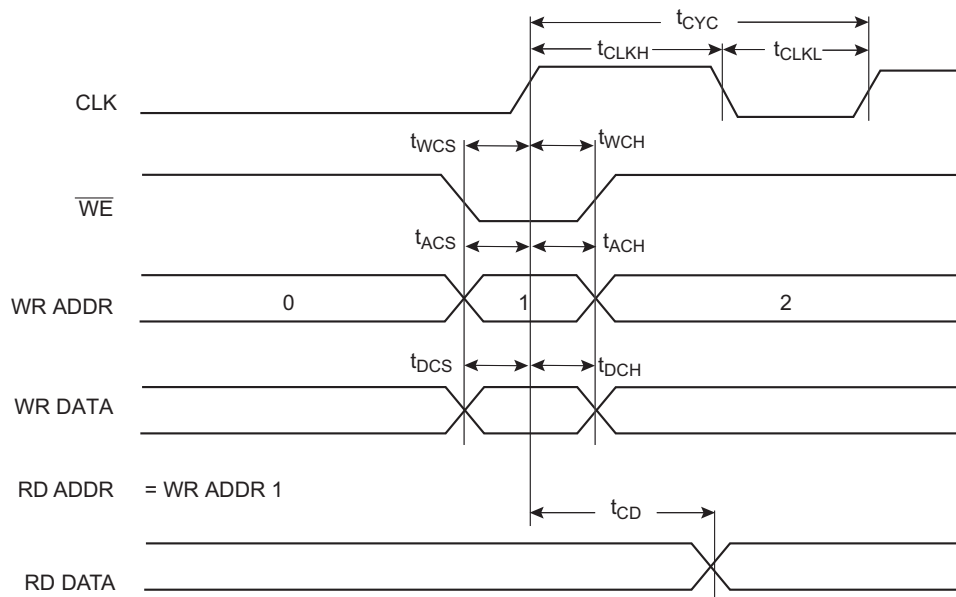 tCYC
tCLKH tCLKL
CLK
tWCS tWCH
WE
tACS tACH
WR ADDR 0 1 2
tDCS tDCH
WR DATA
RD ADDR = WR ADDR 1
tCD
RD DATA